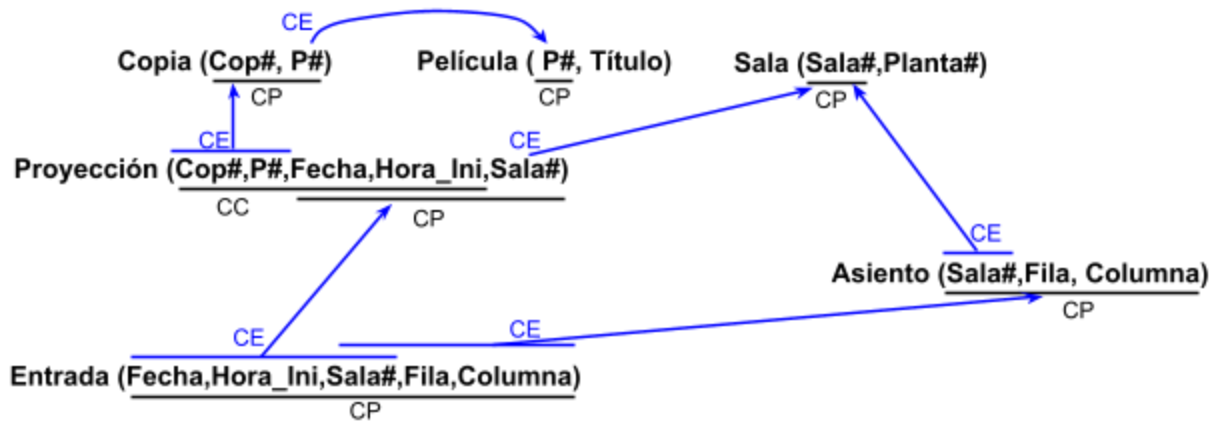 CE
Copia (Cop#, P#) Película ( P#, Título) Sala (Sala#,Planta#)
CP CP CP
CE CE
Proyección (Cop#,P#,Fecha,Hora_Ini,Sala#)
CC CP
CE
Asiento (Sala#,Fila, Columna)
CP
CE CE
Entrada (Fecha,Hora_Ini,Sala#,Fila,Columna)
CP